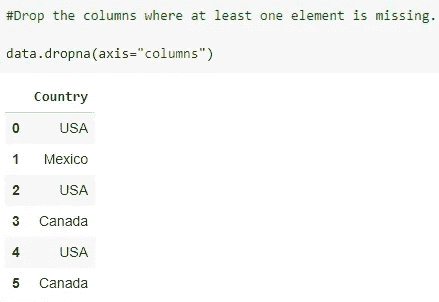 #Drop the columns where at least one element is missing.
data.dropna(axis="columns")
Country
0 USA
1 Mexico
2 USA
3 Canada
4 USA
5 Canada